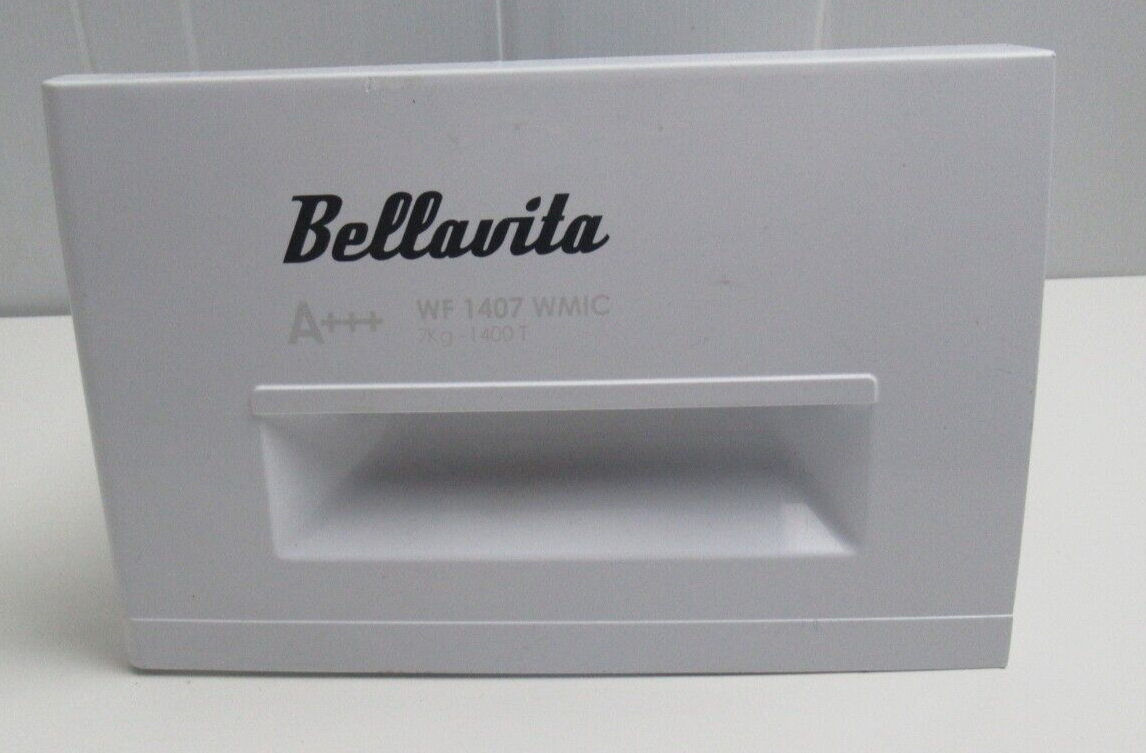 Bellavita
A+++ WF 1407 WMIC
7Kg - 1400 T